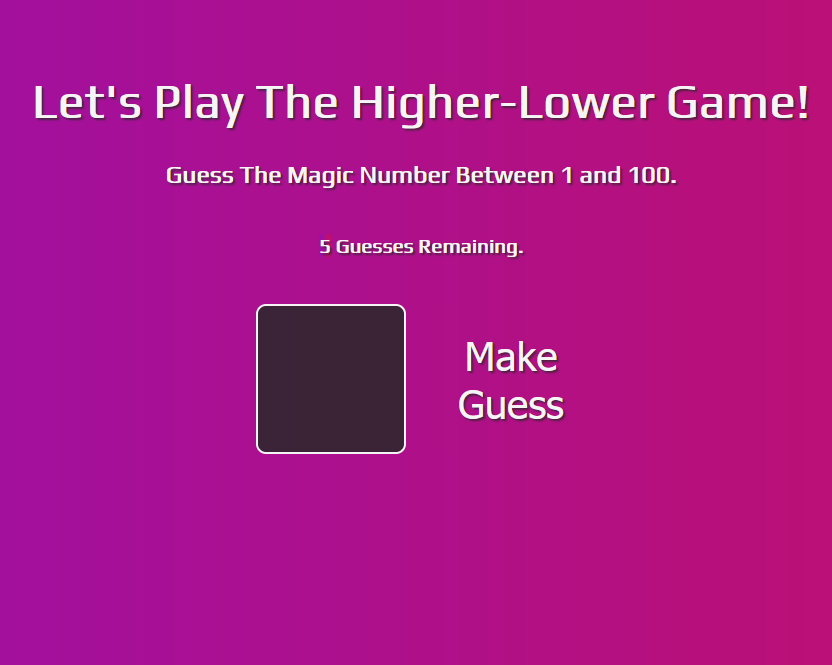 Let's Play The Higher-Lower Game!
Guess The Magic Number Between 1 and 100.
5 Guesses Remaining.
Make
Guess